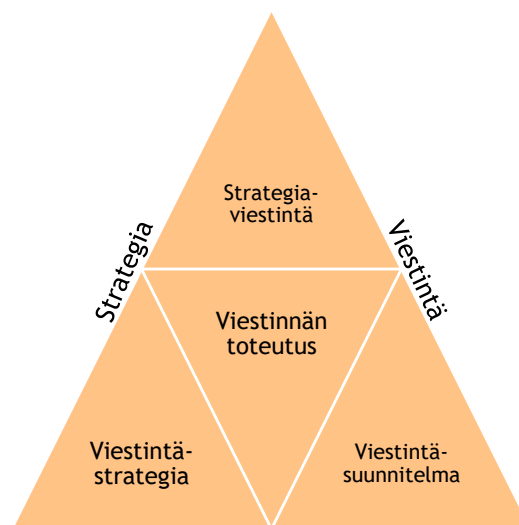 Strategia-
viestintä
Strategia
Viestintä
Viestinnän
toteutus
Viestintä-
strategia
Viestintä-
suunnitelma